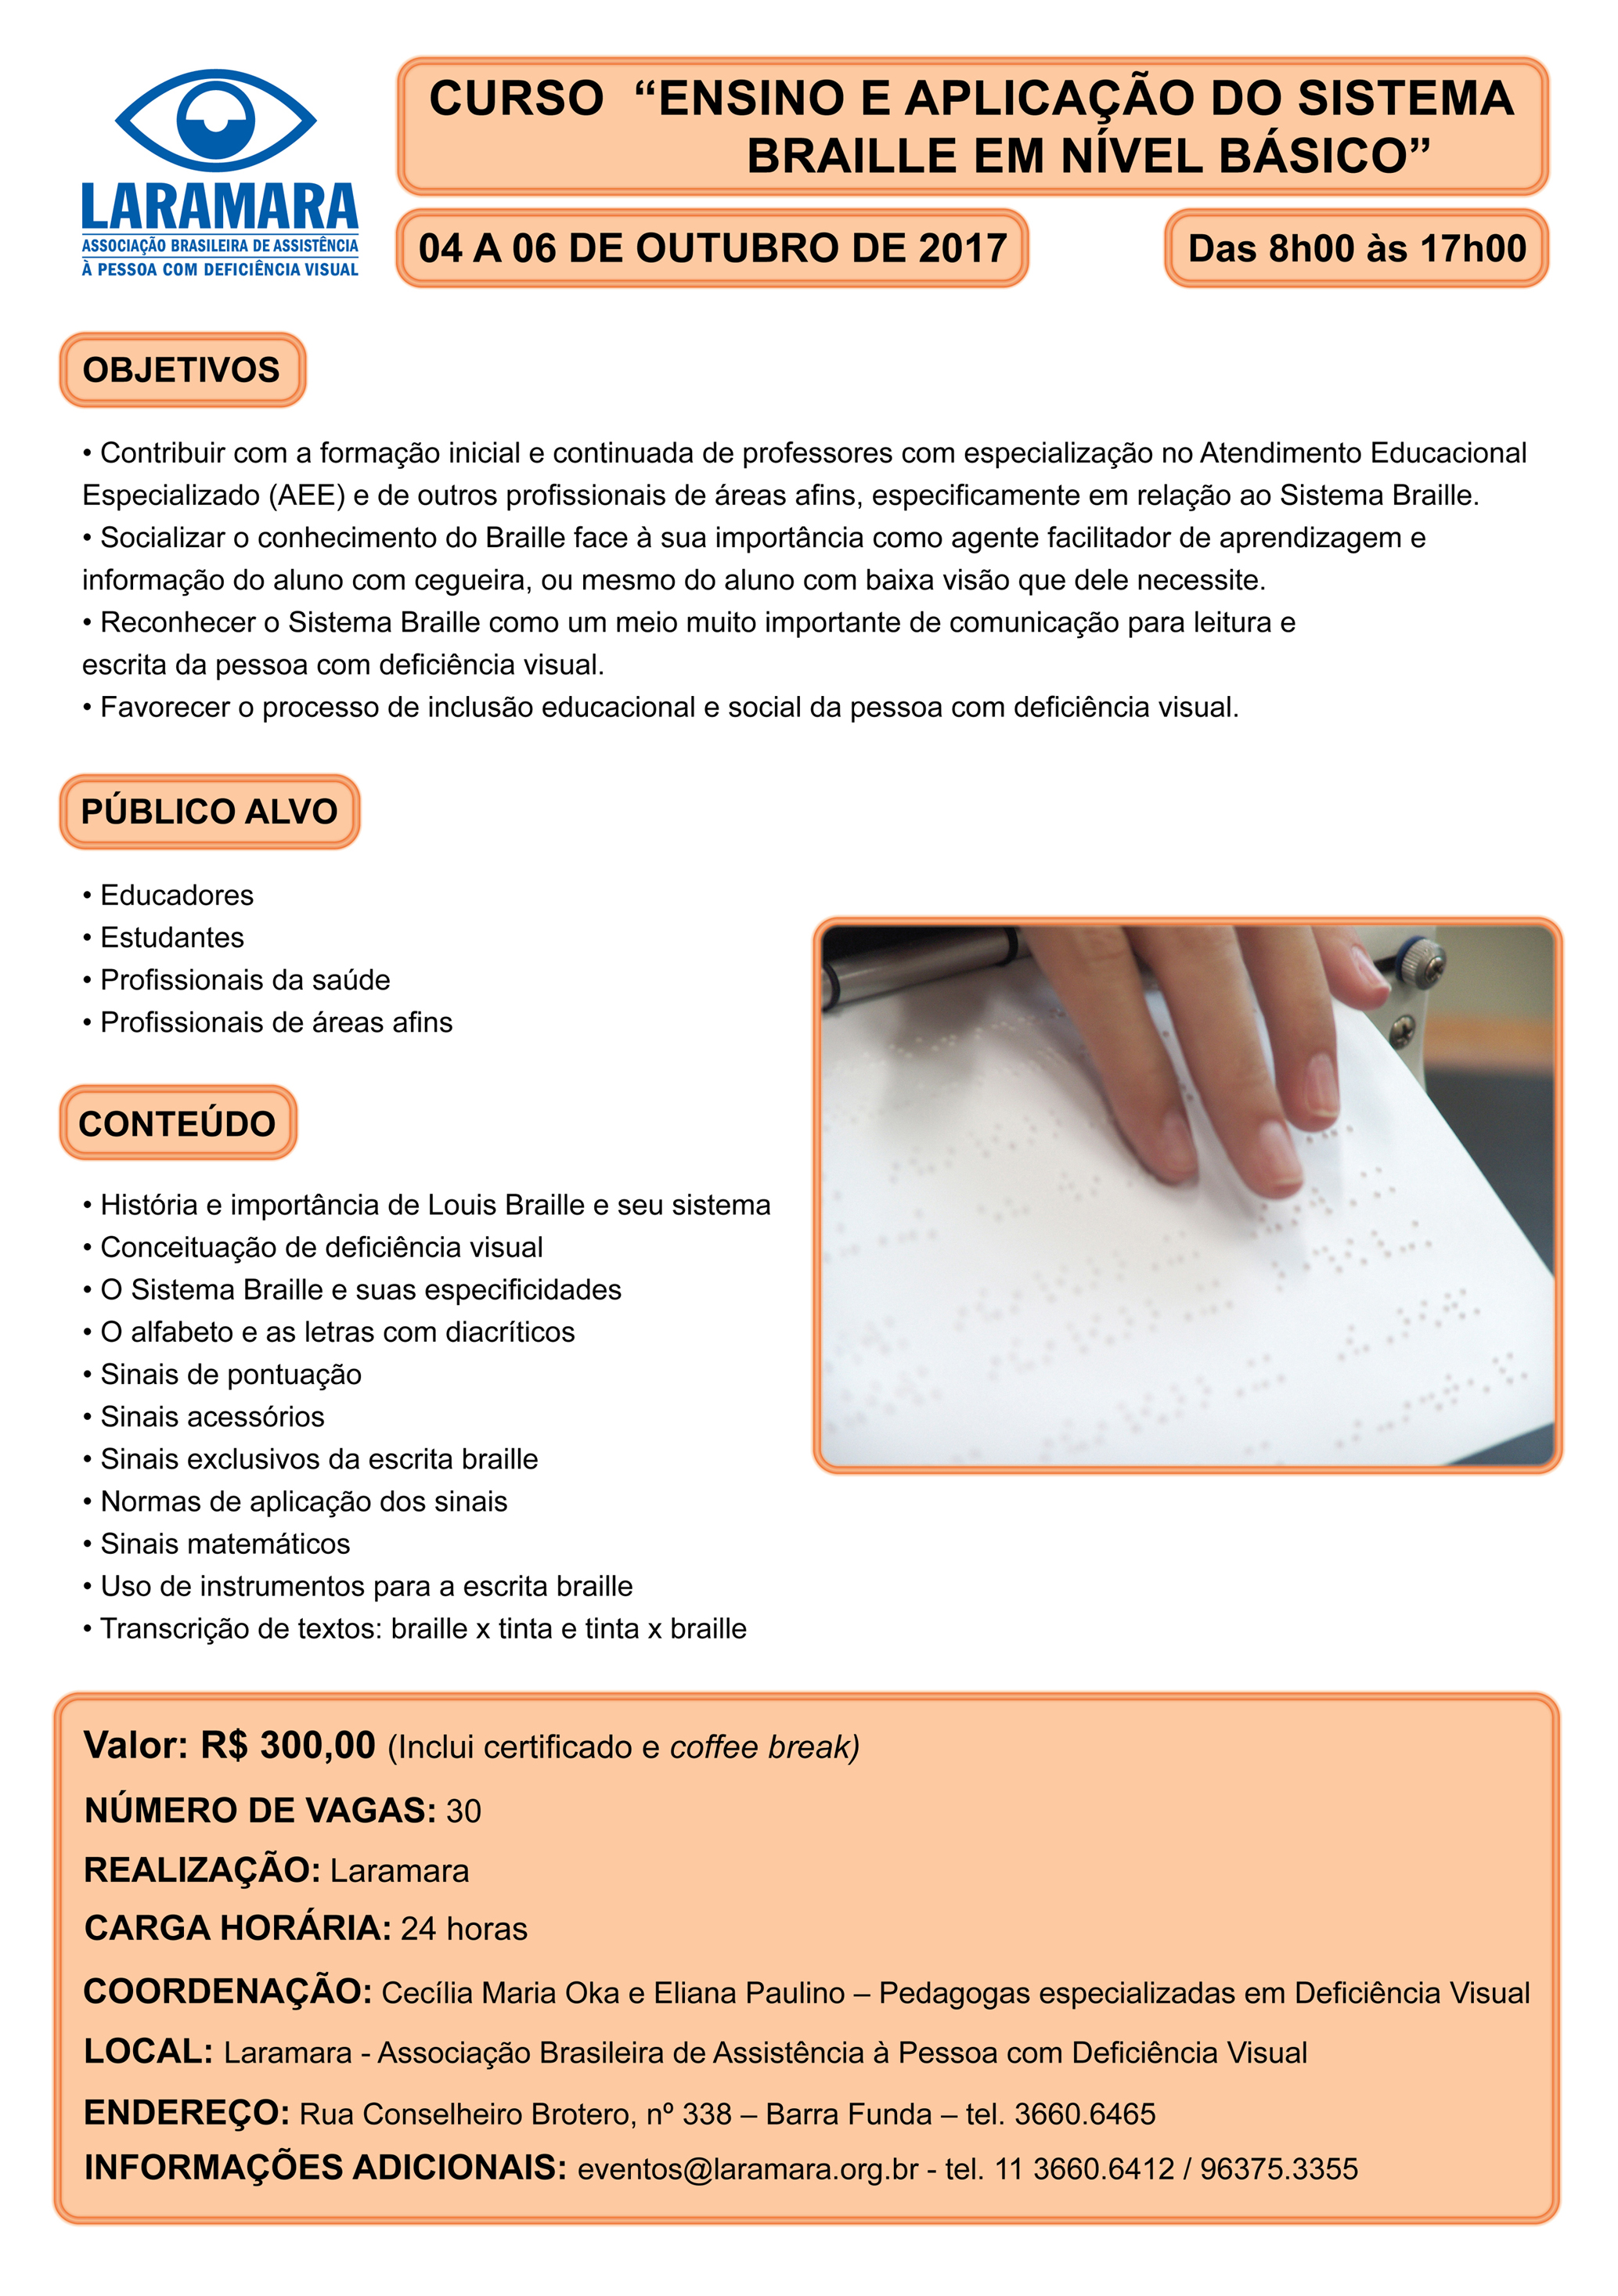 LARAMARA
ASSOCIAÇÃO BRASILEIRA DE ASSISTÊNCIA
À PESSOA COM DEFICIÊNCIA VISUAL
CURSO “ENSINO E APLICAÇÃO DO SISTEMA
BRAILLE EM NÍVEL BÁSICO”
04 A 06 DE OUTUBRO DE 2017
Das 8h00 às 17h00
OBJETIVOS
• Contribuir com a formação inicial e continuada de professores com especialização no Atendimento Educacional
Especializado (AEE) e de outros profissionais de áreas afins, especificamente em relação ao Sistema Braille.
• Socializar o conhecimento do Braille face à sua importância como agente facilitador de aprendizagem e
informação do aluno com cegueira, ou mesmo do aluno com baixa visão que dele necessite.
• Reconhecer o Sistema Braille como um meio muito importante de comunicação para leitura e
escrita da pessoa com deficiência visual.
• Favorecer o processo de inclusão educacional e social da pessoa com deficiência visual.
PÚBLICO ALVO
• Educadores
• Estudantes
• Profissionais da saúde
• Profissionais de áreas afins
CONTEÚDO
• História e importância de Louis Braille e seu sistema
• Conceituação de deficiência visual
• O Sistema Braille e suas especificidades
• O alfabeto e as letras com diacríticos
• Sinais de pontuação
• Sinais acessórios
• Sinais exclusivos da escrita braille
• Normas de aplicação dos sinais
• Sinais matemáticos
• Uso de instrumentos para a escrita braille
• Transcrição de textos: braille x tinta e tinta x braille
Valor: R$ 300,00 (Inclui certificado e coffee break)
NÚMERO DE VAGAS: 30
REALIZAÇÃO: Laramara
CARGA HORÁRIA: 24 horas
COORDENAÇÃO: Cecília Maria Oka e Eliana Paulino – Pedagogas especializadas em Deficiência Visual
LOCAL: Laramara - Associação Brasileira de Assistência à Pessoa com Deficiência Visual
ENDEREÇO: Rua Conselheiro Brotero, nº 338 – Barra Funda – tel. 3660.6465
INFORMAÇÕES ADICIONAIS: eventos@laramara.org.br - tel. 11 3660.6412 / 96375.3355